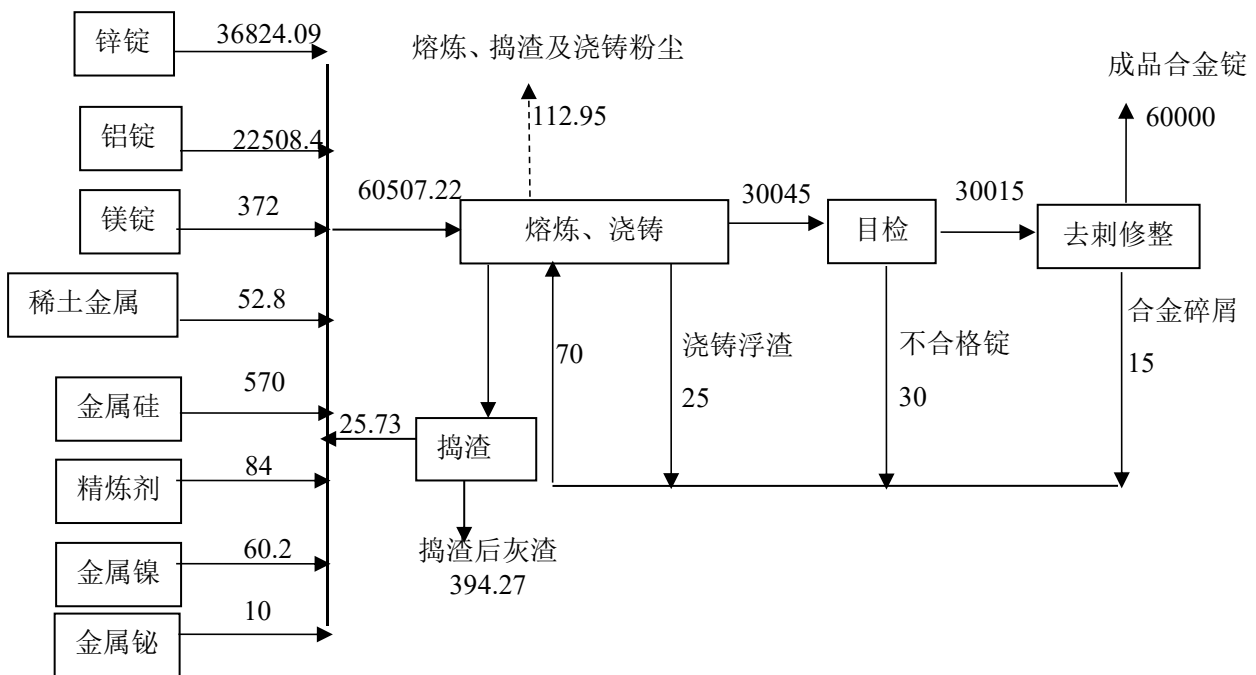 锌锭
36824.09
熔炼、捣渣及浇铸粉尘
成品合金锭
112.95
60000
铝锭
22508.4
镁锭
372
60507.22
熔炼、浇铸
30045
目检
30015
去刺修整
稀土金属
52.8
70
浇铸浮渣
25
不合格锭
30
合金碎屑
15
金属硅
570
25.73
捣渣
精炼剂
84
捣渣后灰渣
394.27
金属镍
60.2
金属铋
10